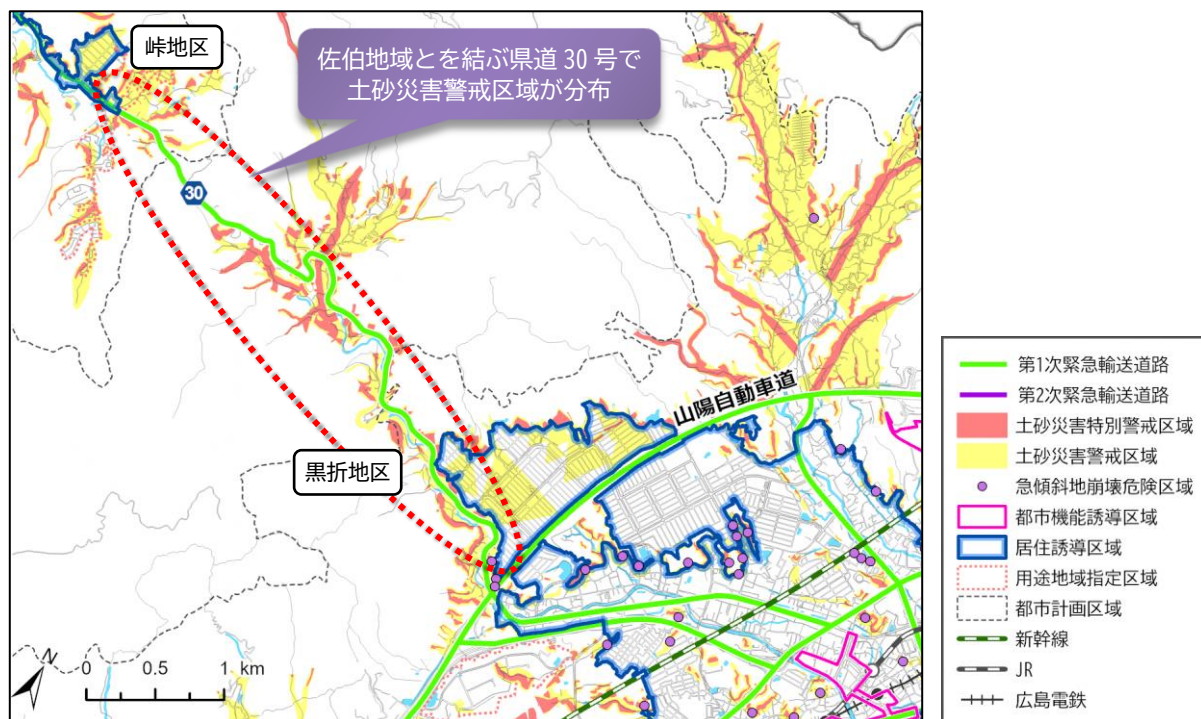 峠地区
佐伯地域とを結ぶ県道30号で
土砂災害警戒区域が分布
30
山陽自動車道
黒折地区
N
0 0.5 1 km
第1次緊急輸送道路
第2次緊急輸送道路
土砂災害特別警戒区域
土砂災害警戒区域
急傾斜地崩壊危険区域
都市機能誘導区域
居住誘導区域
用途地域指定区域
都市計画区域
新幹線
JR
広島電鉄